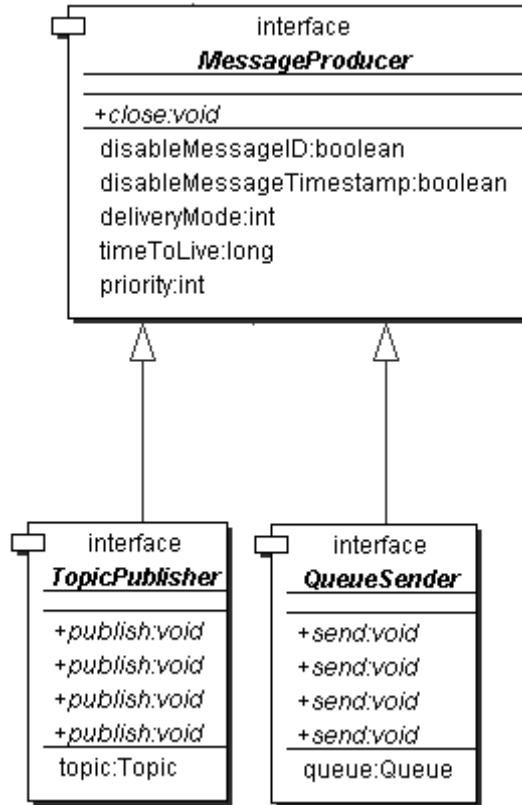 interface
MessageProducer
+close:void
disableMessageID:boolean
disableMessageTimestamp:boolean
deliveryMode:int
timeToLive:long
priority:int
interface
TopicPublisher
+publish:void
+publish:void
+publish:void
+publish:void
topic:Topic
interface
QueueSender
+send:void
+send:void
+send:void
+send:void
queue:Queue